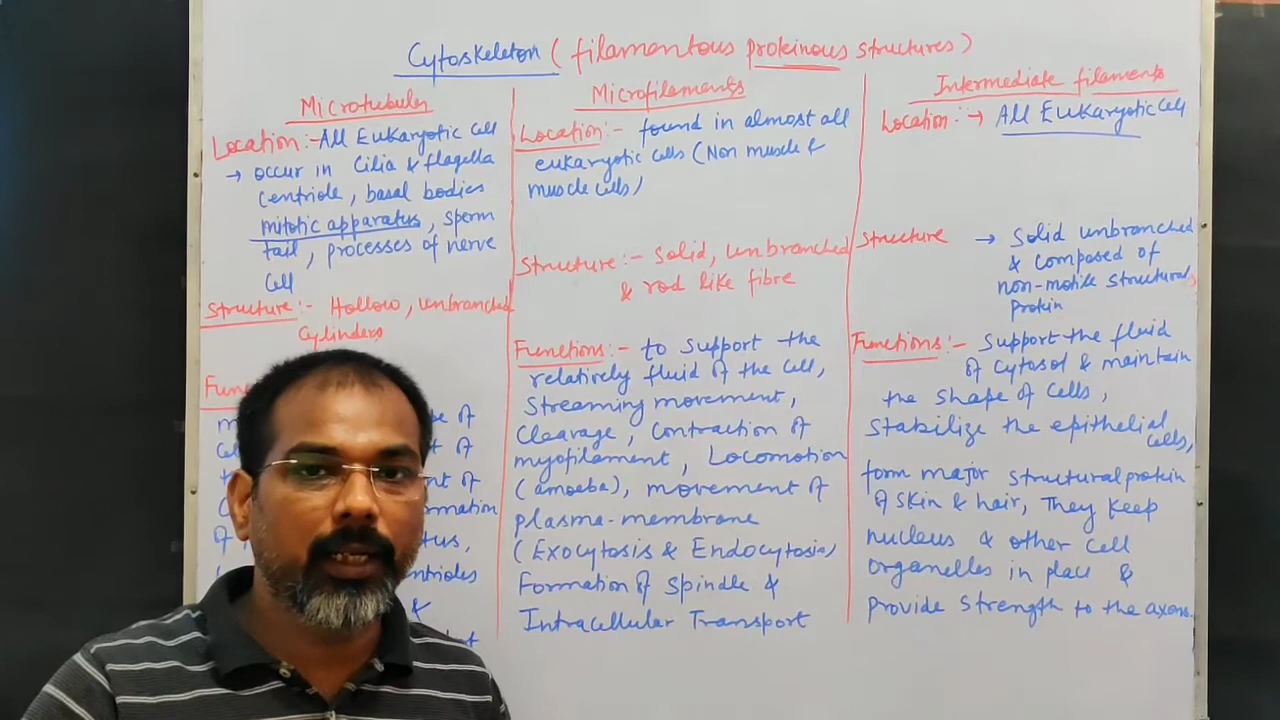 Cytoskeleton (filamentous proteinous structures)
Microtubules
Location :- All Eukaryotic cell
→ occur in Cilia & flagella
Centriole, basal bodies
mitotic apparatus, sperm
tail, processes of nerve
cell
Structure :- Hollow, unbranched
Cylinders
of
of
of
of
&
Microfilaments
Location :- found in almost all
eukaryotic cells (Non muscle &
muscle cells)
Structure :- Solid, unbranched
& rod like fibre
Functions :- to support the
relatively fluid of the cell,
Streaming movement,
Cleavage, Contraction of
myofilament, Locomotion
(amoeba), movement of
plasma-membrane
(Exocytosis & Endocytosis)
Formation of Spindle &
Intracellular Transport
Intermediate filaments
Location :- → All Eukaryotic cell
Structure → Solid unbranched
& composed of
non-motile structural
protin
Functions :- Support the fluid
of Cytosol & maintain
the shape of cells,
Stabilize the epithelial
cells,
form major structural protein
of skin & hair, They keep
nucleus & other cell
organelles in place &
provide strength to the axons